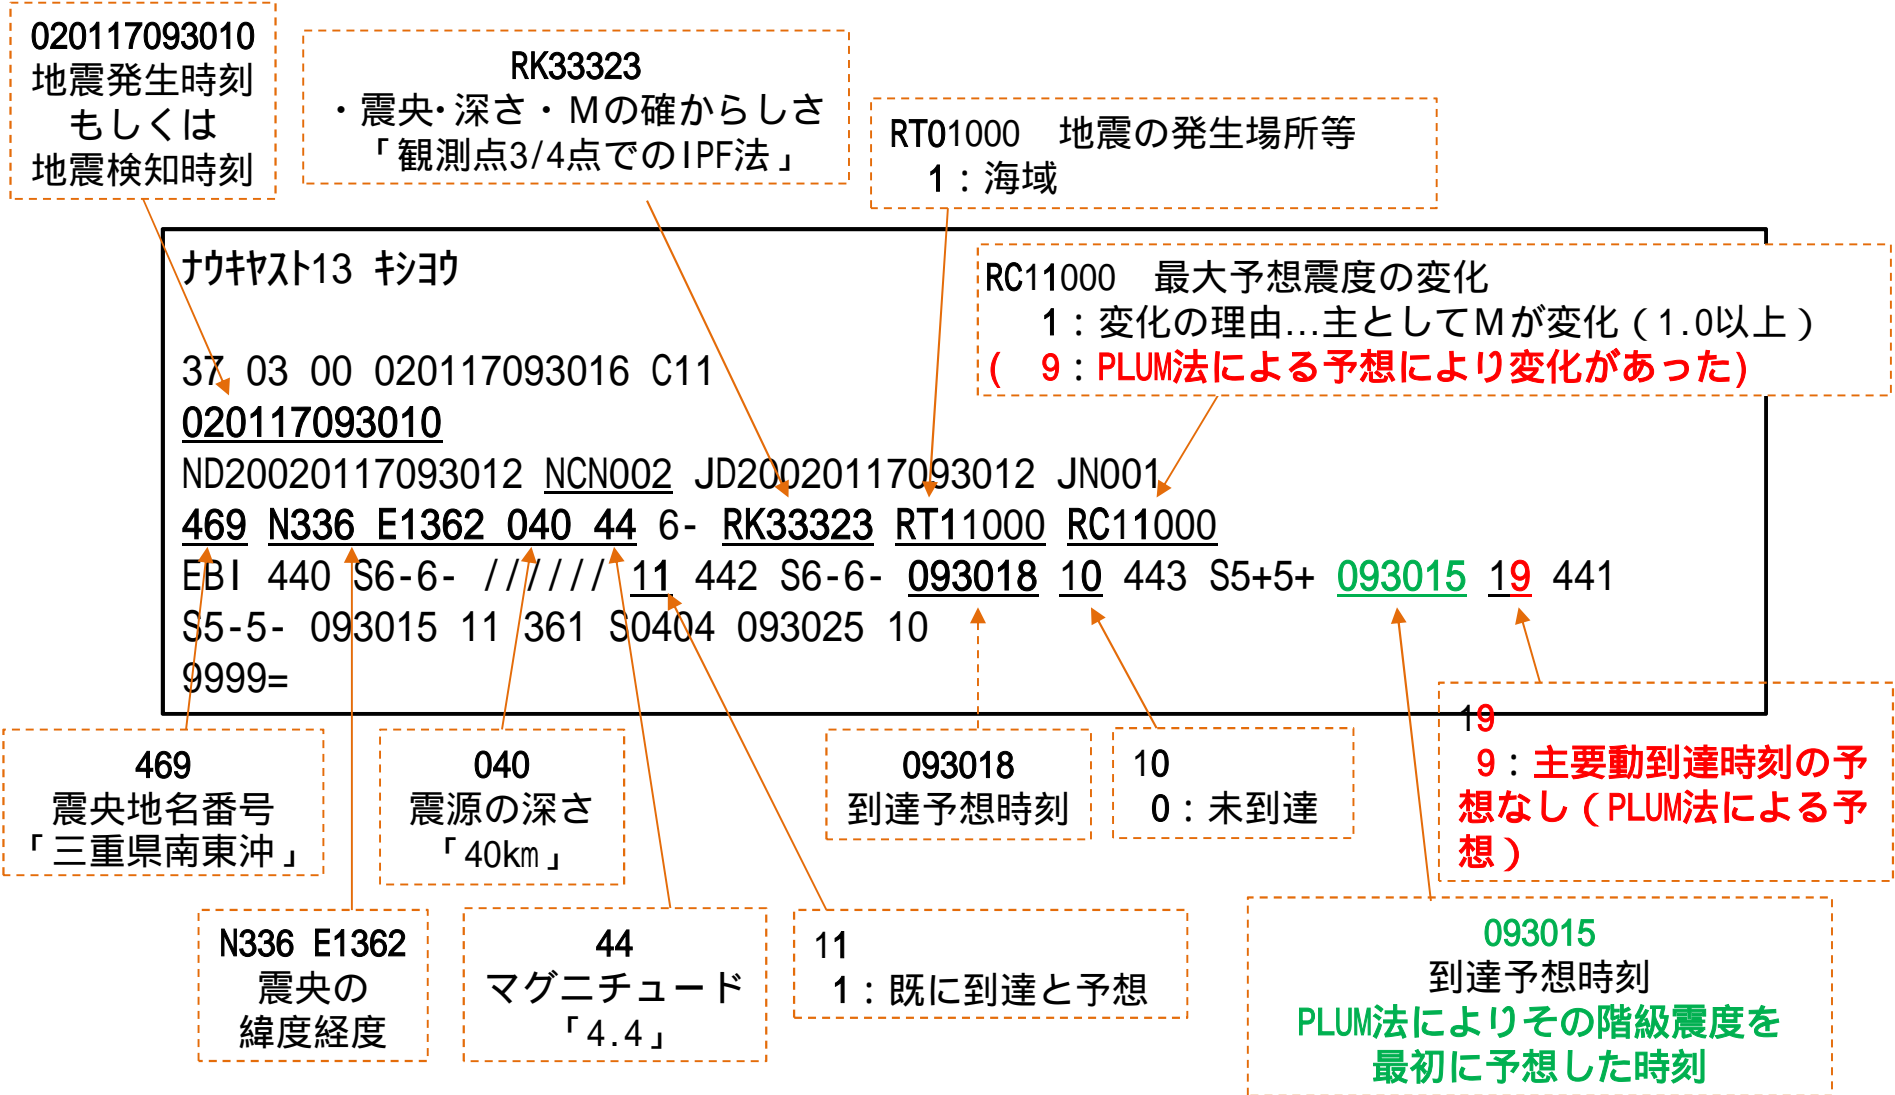 020117093010
地震発生時刻
もしくは
地震検知時刻
RK33323
・震央・深さ・Mの確からしさ
「観測点3/4点でのIPF法」
RT01000 地震の発生場所等
1：海域
ﾅｳｷﾔｽﾄ13 ｷｼﾖｳ
RC11000 最大予想震度の変化
1：変化の理由…主としてMが変化（1.0以上）
( 9：PLUM法による予想により変化があった)
37 03 00 020117093016 C11
020117093010
ND20020117093012 NCN002 JD20020117093012 JN001
469 N336 E1362 040 44 6- RK33323 RT11000 RC11000
EBI 440 S6-6- ////// 11 442 S6-6- 093018 10 443 S5+5+ 093015 19 441
S5-5- 093015 11 361 S0404 093025 10
9999=
469
震央地名番号
「三重県南東沖」
040
震源の深さ
「40km」
093018
到達予想時刻
10
0：未到達
19
9：主要動到達時刻の予
想なし（PLUM法による予
想）
N336 E1362
震央の
緯度経度
44
マグニチュード
「4.4」
11
1：既に到達と予想
093015
到達予想時刻
PLUM法によりその階級震度を
最初に予想した時刻